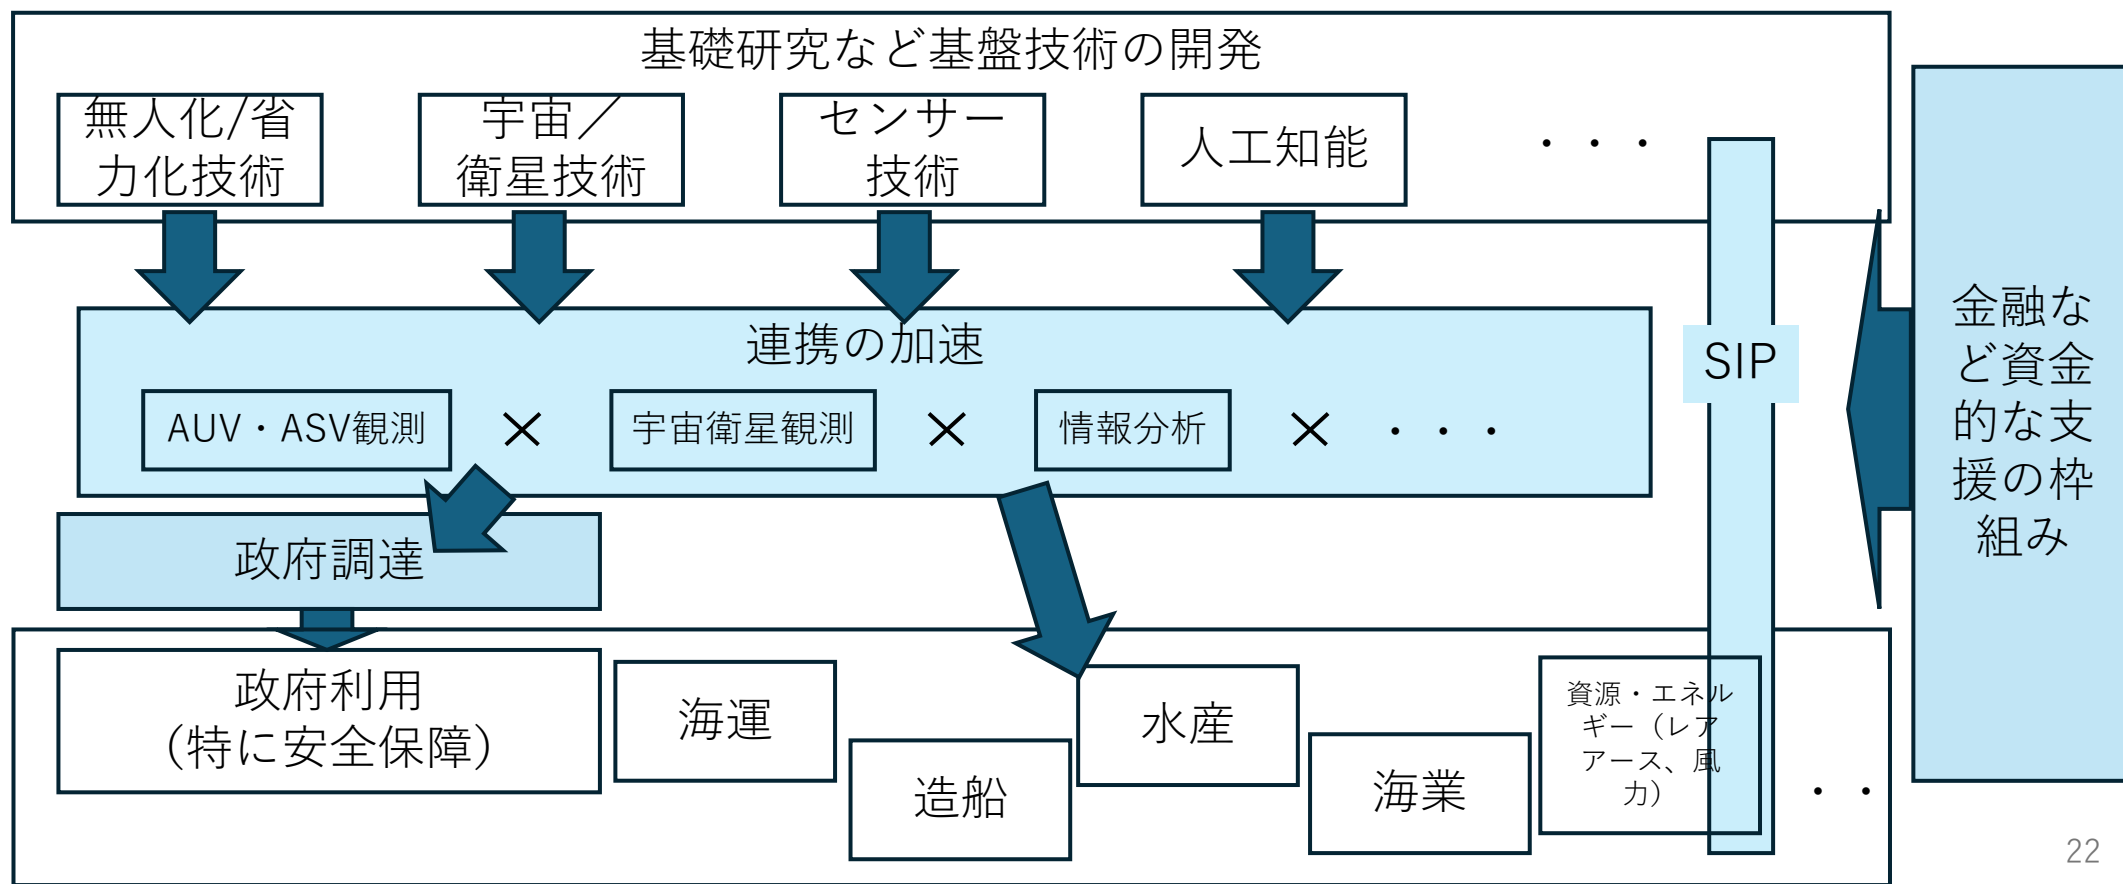 基礎研究など基盤技術の開発
無人化/省
力化技術
宇宙／
衛星技術
センサー
技術
人工知能
・・・
連携の加速
AUV・ASV観測
×
宇宙衛星観測
×
情報分析
×
・・・
SIP
金融な
ど資金
的な支
援の枠
組み
政府調達
政府利用
（特に安全保障）
海運
造船
水産
海業
資源・エネル
ギー（レア
アース、風
力）
・・
22